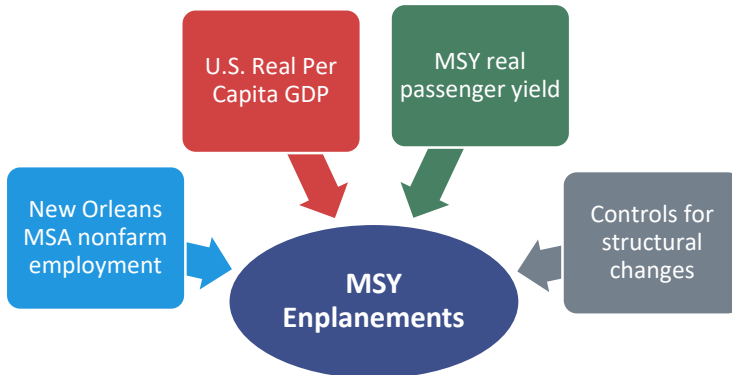 U.S. Real Per
Capita GDP
MSY real
passenger yield
New Orleans
MSA nonfarm
employment
Controls for
structural
changes
MSY
Enplanements